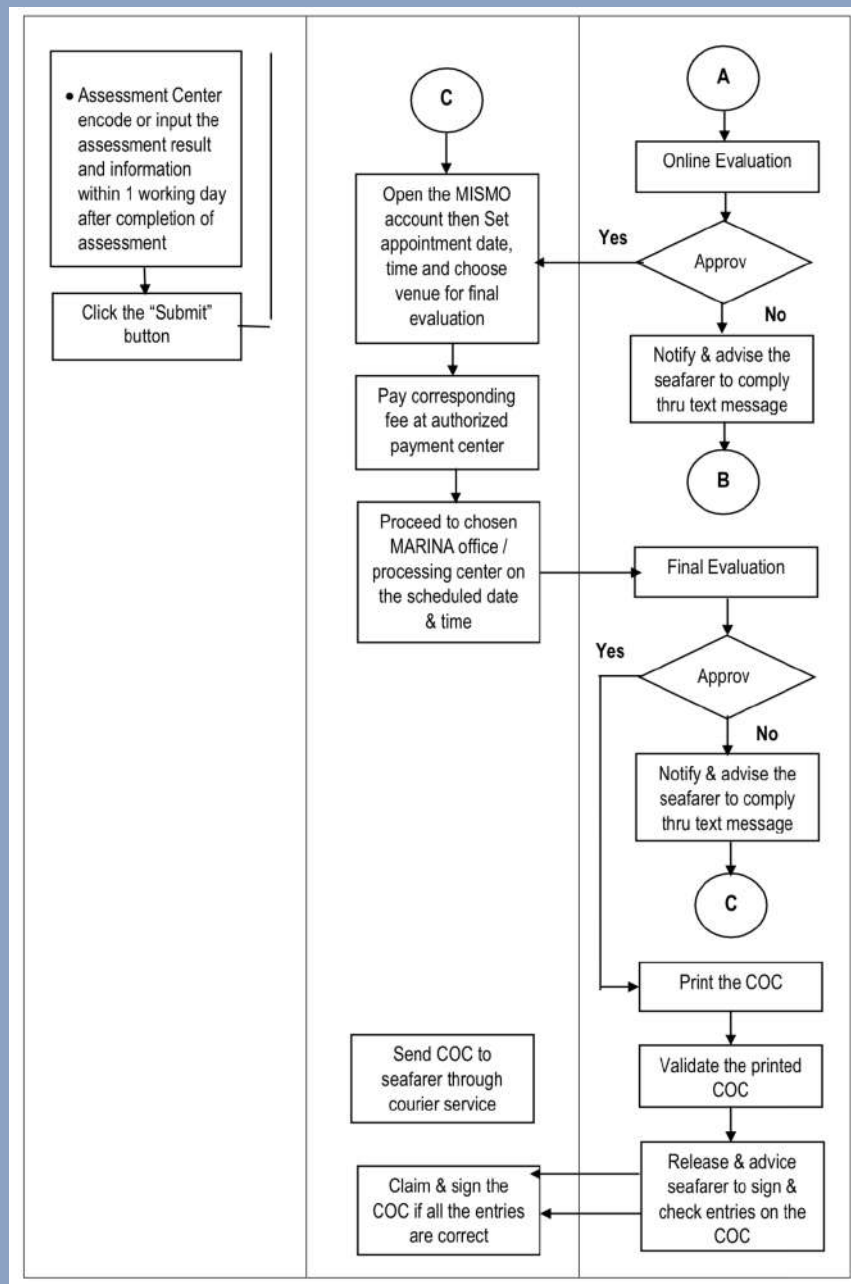 • Assessment Center
encode or input the
assessment result
and information
within 1 working day
after completion of
assessment
Click the “Submit”
button
C
Open the MISMO
account then Set
appointment date,
time and choose
venue for final
evaluation
Pay corresponding
fee at authorized
payment center
Proceed to chosen
MARINA office /
processing center on
the scheduled date
& time
Send COC to
seafarer through
courier service
Claim & sign the
COC if all the entries
are correct
A
Online Evaluation
Yes
Approv
No
Notify & advise the
seafarer to comply
thru text message
B
Final Evaluation
Yes
Approv
No
Notify & advise the
seafarer to comply
thru text message
C
Print the COC
Validate the printed
COC
Release & advice
seafarer to sign &
check entries on the
COC